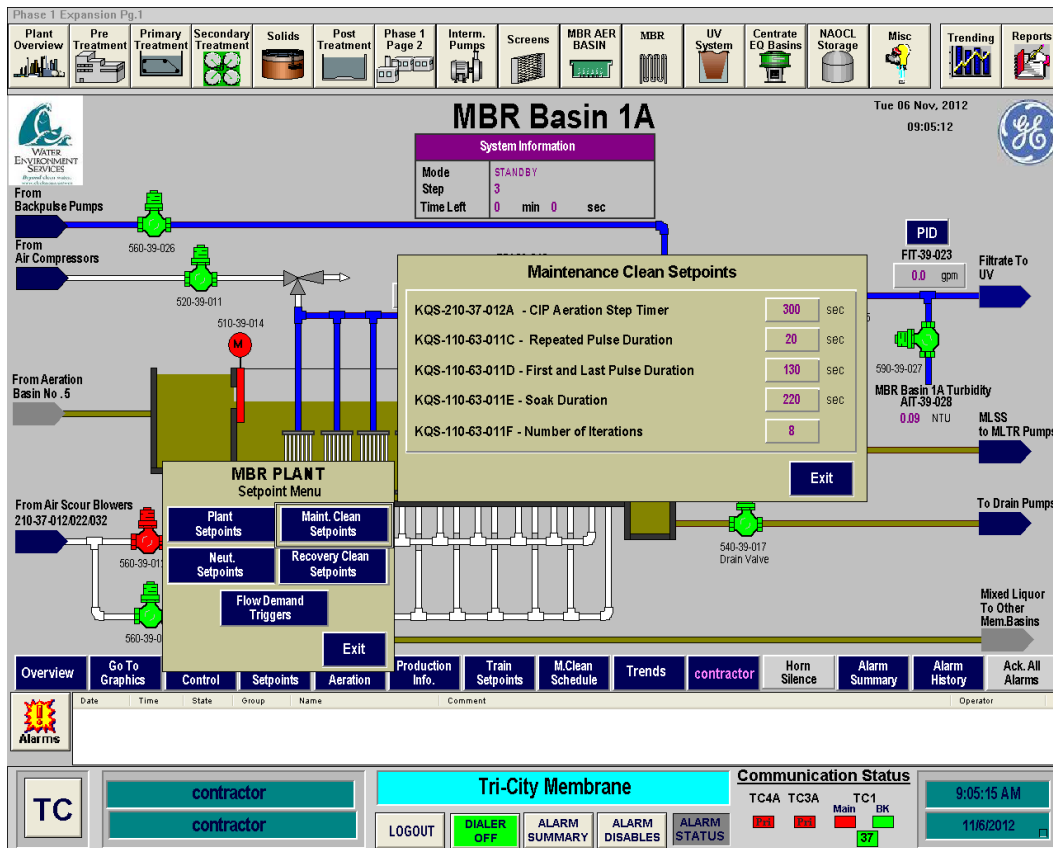 Phase 1 Expansion Pg.1
Plant
Overview
Pre
Treatment
Primary
Treatment
Secondary
Treatment
Solids
Post
Treatment
Phase 1
Page 2
Interm.
Pumps
Screens
MBR AER
BASIN
MBR
UV
System
Centrate
EQ Basins
NAOCL
Storage
Misc
Trending
Reports
MBR Basin 1A
Tue 06 Nov, 2012
09:05:12
WATER
ENVIRONMENT
SERVICES
System Information
Mode STANDBY
Step 3
Time Left 0 min 0 sec
From
Backpulse Pumps
560-39-026
From
Air Compressors
520-39-011
510-39-014
M
PID
FIT-39-023
0.0 gpm
Filtrate To
UV
590-39-027
MBR Basin 1A Turbidity
AIT-39-028
0.09 NTU
MLSS
to MLTR Pumps
From Aeration
Basin No .5
Maintenance Clean Setpoints
KQS-210-37-012A - CIP Aeration Step Timer 300 sec
KQS-110-63-011C - Repeated Pulse Duration 20 sec
KQS-110-63-011D - First and Last Pulse Duration 130 sec
KQS-110-63-011E - Soak Duration 220 sec
KQS-110-63-011F - Number of Iterations 8
Exit
MBR PLANT
Setpoint Menu
Plant
Setpoints
Maint. Clean
Setpoints
Neut.
Setpoints
Recovery Clean
Setpoints
Flow Demand
Triggers
Exit
From Air Scour Blowers
210-37-012/022/032
To Drain Pumps
540-39-017
Drain Valve
Mixed Liquor
To Other
Mem.Basins
Overview
Go To
Graphics
Control
Setpoints
Aeration
Production
Info.
Train
Setpoints
M.Clean
Schedule
Trends
contractor
Horn
Silence
Alarm
Summary
Alarm
History
Ack. All
Alarms
Alarms
Date Time State Group Name Comment Operator
TC
contractor
contractor
Tri-City Membrane
LOGOUT
DIALER
OFF
ALARM
SUMMARY
ALARM
DISABLES
ALARM
STATUS
Communication Status
TC4A TC3A TC1
Main BK
Pri Pri
37
9:05:15 AM
11/6/2012